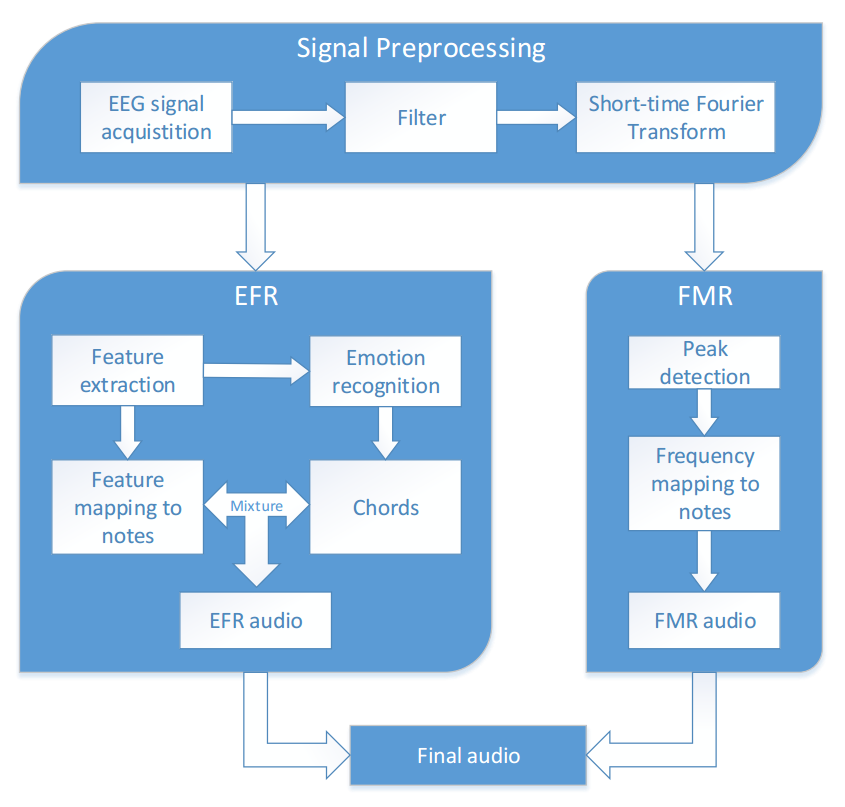 Signal Preprocessing
EEG signal
acquistition
Filter
Short-time Fourier
Transform
EFR
Feature
extraction
Emotion
recognition
Feature
mapping to
notes
Mixture
Chords
EFR audio
FMR
Peak
detection
Frequency
mapping to
notes
FMR audio
Final audio